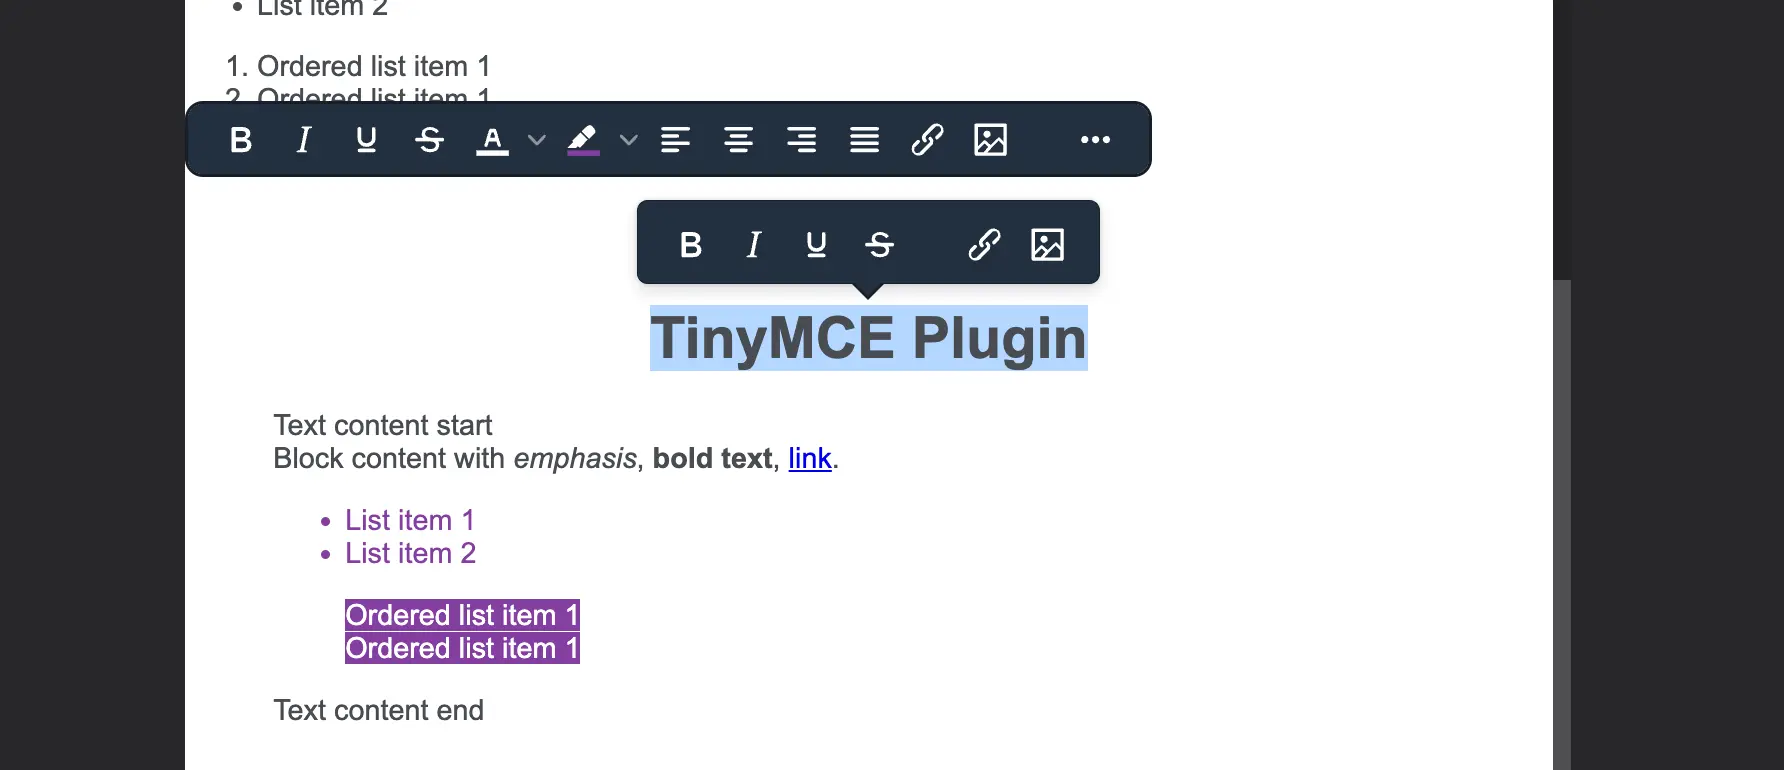 • List item 2
1. Ordered list item 1
2. Ordered list item 1
B I U S A
B I U S
TinyMCE Plugin
Text content start
Block content with emphasis, bold text, link.
• List item 1
• List item 2
Ordered list item 1
Ordered list item 1
Text content end